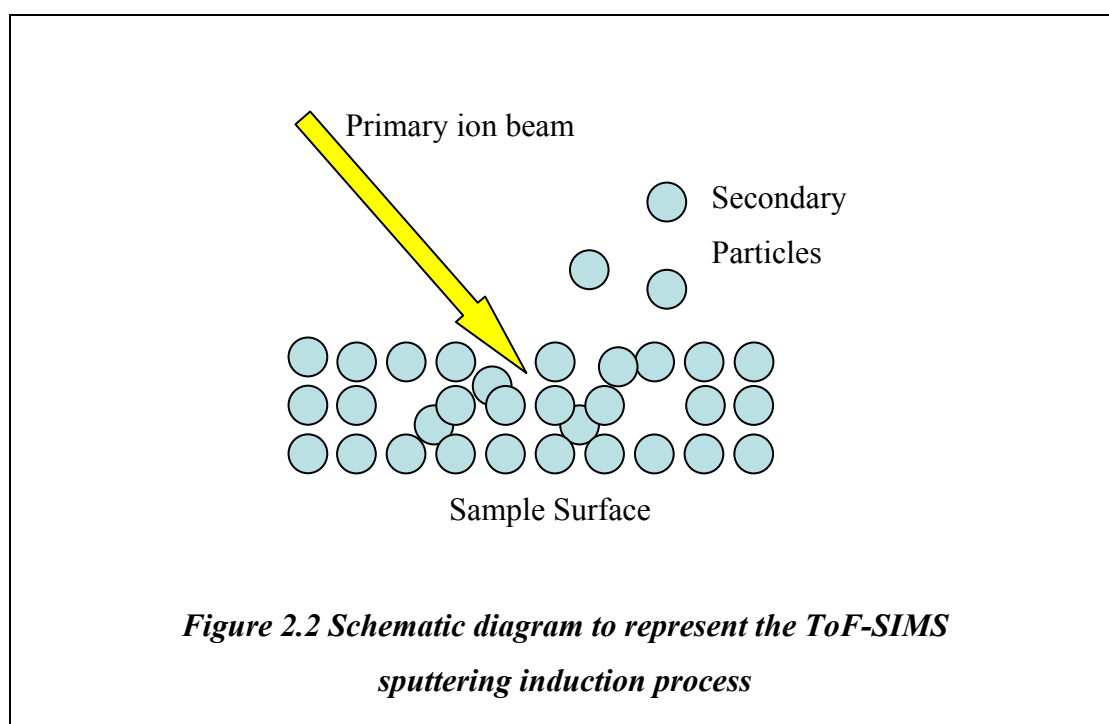 Primary ion beam
Secondary
Particles
Sample Surface
Figure 2.2 Schematic diagram to represent the ToF-SIMS
sputtering induction process